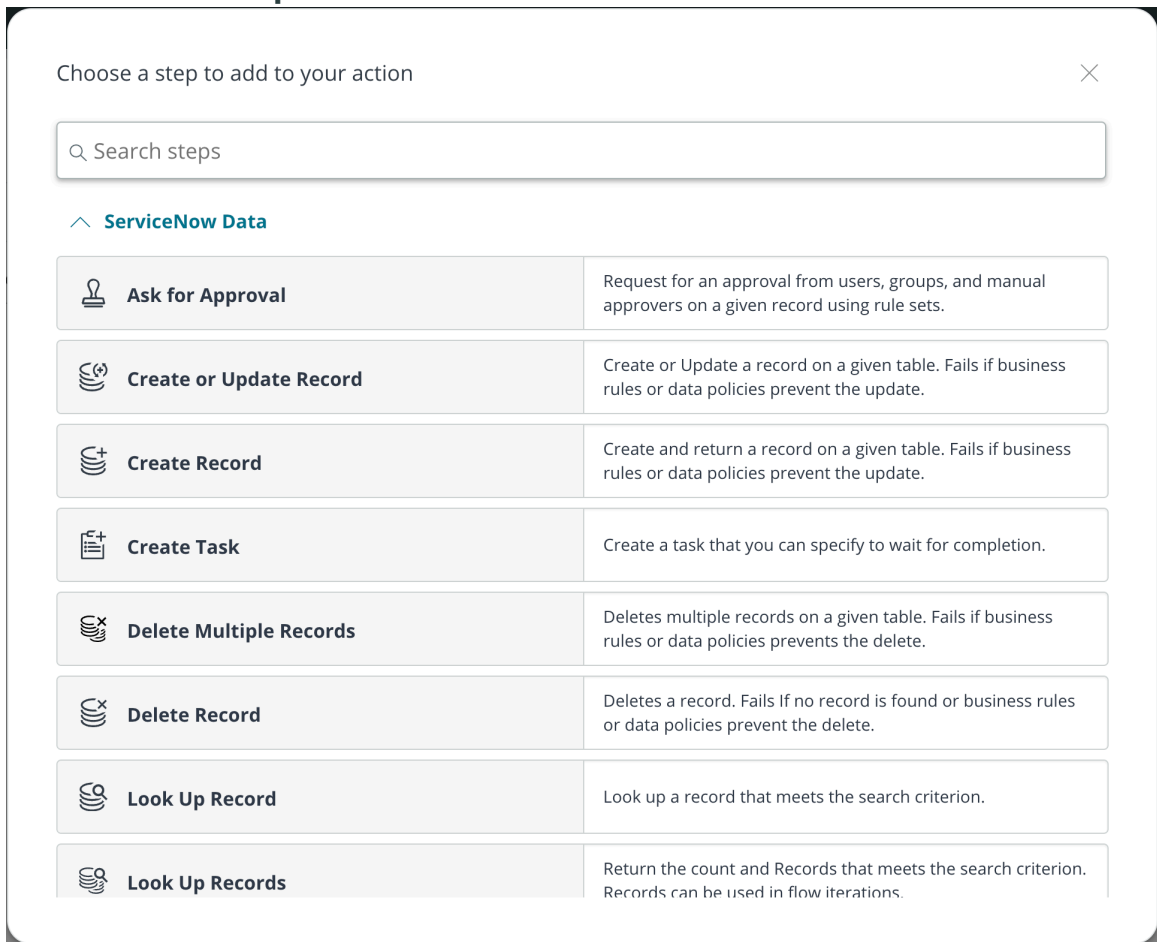 Choose a step to add to your action
Search steps
ServiceNow Data
Ask for Approval
Request for an approval from users, groups, and manual
approvers on a given record using rule sets.
Create or Update Record
Create or Update a record on a given table. Fails if business
rules or data policies prevent the update.
Create Record
Create and return a record on a given table. Fails if business
rules or data policies prevent the update.
Create Task
Create a task that you can specify to wait for completion.
Delete Multiple Records
Deletes multiple records on a given table. Fails if business
rules or data policies prevents the delete.
Delete Record
Deletes a record. Fails If no record is found or business rules
or data policies prevent the delete.
Look Up Record
Look up a record that meets the search criterion.
Look Up Records
Return the count and Records that meets the search criterion.
Records can be used in flow iterations.